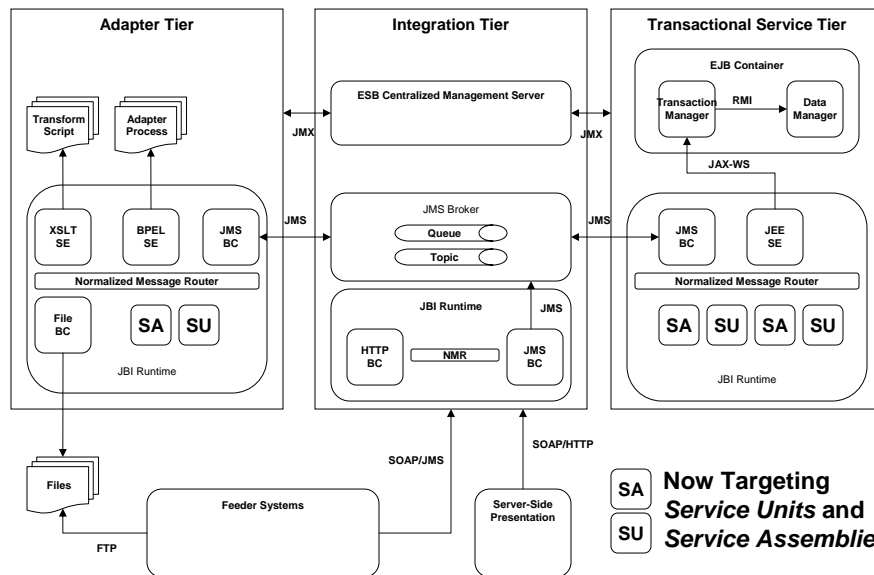 Adapter Tier
Integration Tier
Transactional Service Tier
EJB Container
ESB Centralized Management Server
Transform
Script
Adapter
Process
Transaction
Manager
RMI
Data
Manager
JMX
JMX
JAX-WS
XSLT
SE
BPEL
SE
JMS
BC
JMS
JMS Broker
Queue
Topic
JMS
JMS
BC
JEE
SE
Normalized Message Router
Normalized Message Router
File
BC
SA
SU
JBI Runtime
JBI Runtime
JMS
HTTP
BC
NMR
JMS
BC
SA
SU
SA
SU
JBI Runtime
SOAP/JMS
SOAP/HTTP
Files
FTP
Feeder Systems
Server-Side
Presentation
SA
SU
Now Targeting
Service Units and
Service Assemblie